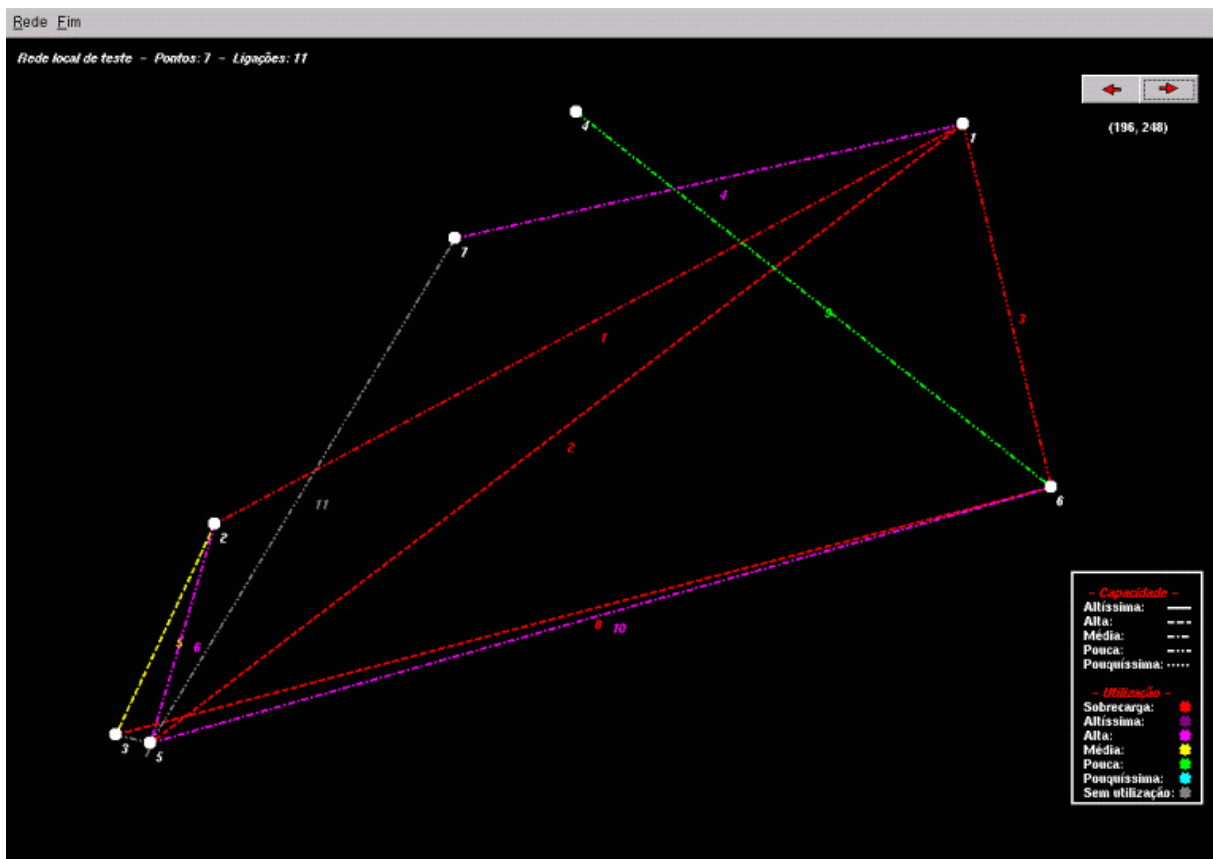 Rede Fim
Rede local de teste - Pontos: 7 - Ligações: 11
(196, 248)
4
1
4
7
9
3
1
2
11
6
2
5
6
8 10
3
5
- Capacidade -
Altíssima:
Alta:
Média:
Pouca:
Pouquíssima:
- Utilização -
Sobrecarga:
Altíssima:
Alta:
Média:
Pouca:
Pouquíssima:
Sem utilização: